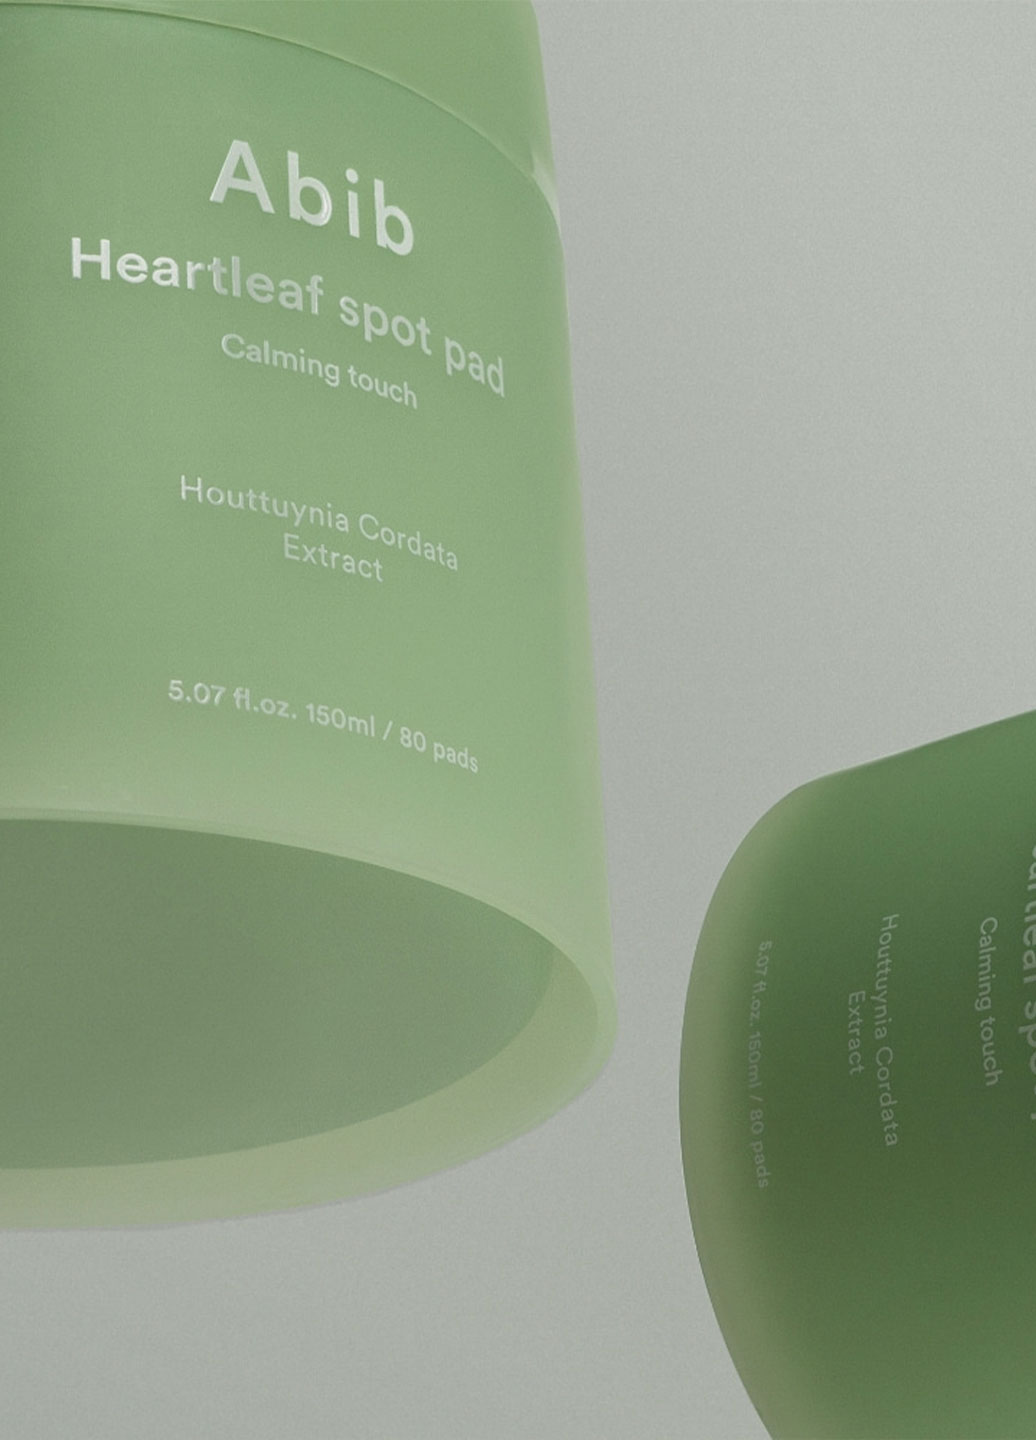 Abib
Heartleaf spot pad
Calming touch
Houttuynia Cordata
Extract
5.07 fl.oz. 150ml / 80 pads
Calming touch
Houttuynia Cordata
Extract
5.07 fl.oz. 150ml / 80 pads